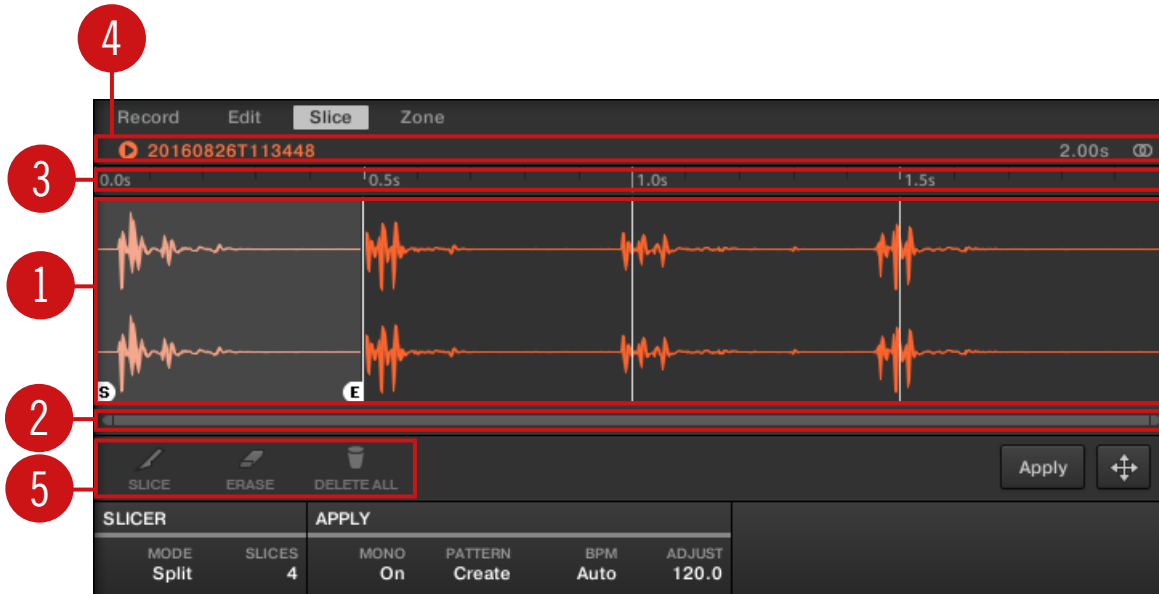 4
Record Edit Slice Zone
20160826T113448 2.00s
3
0.0s 0.5s 1.0s 1.5s
1
S E
2
5
SLICE ERASE DELETE ALL Apply
SLICER APPLY
MODE SLICES MONO PATTERN BPM ADJUST
Split 4 On Create Auto 120.0